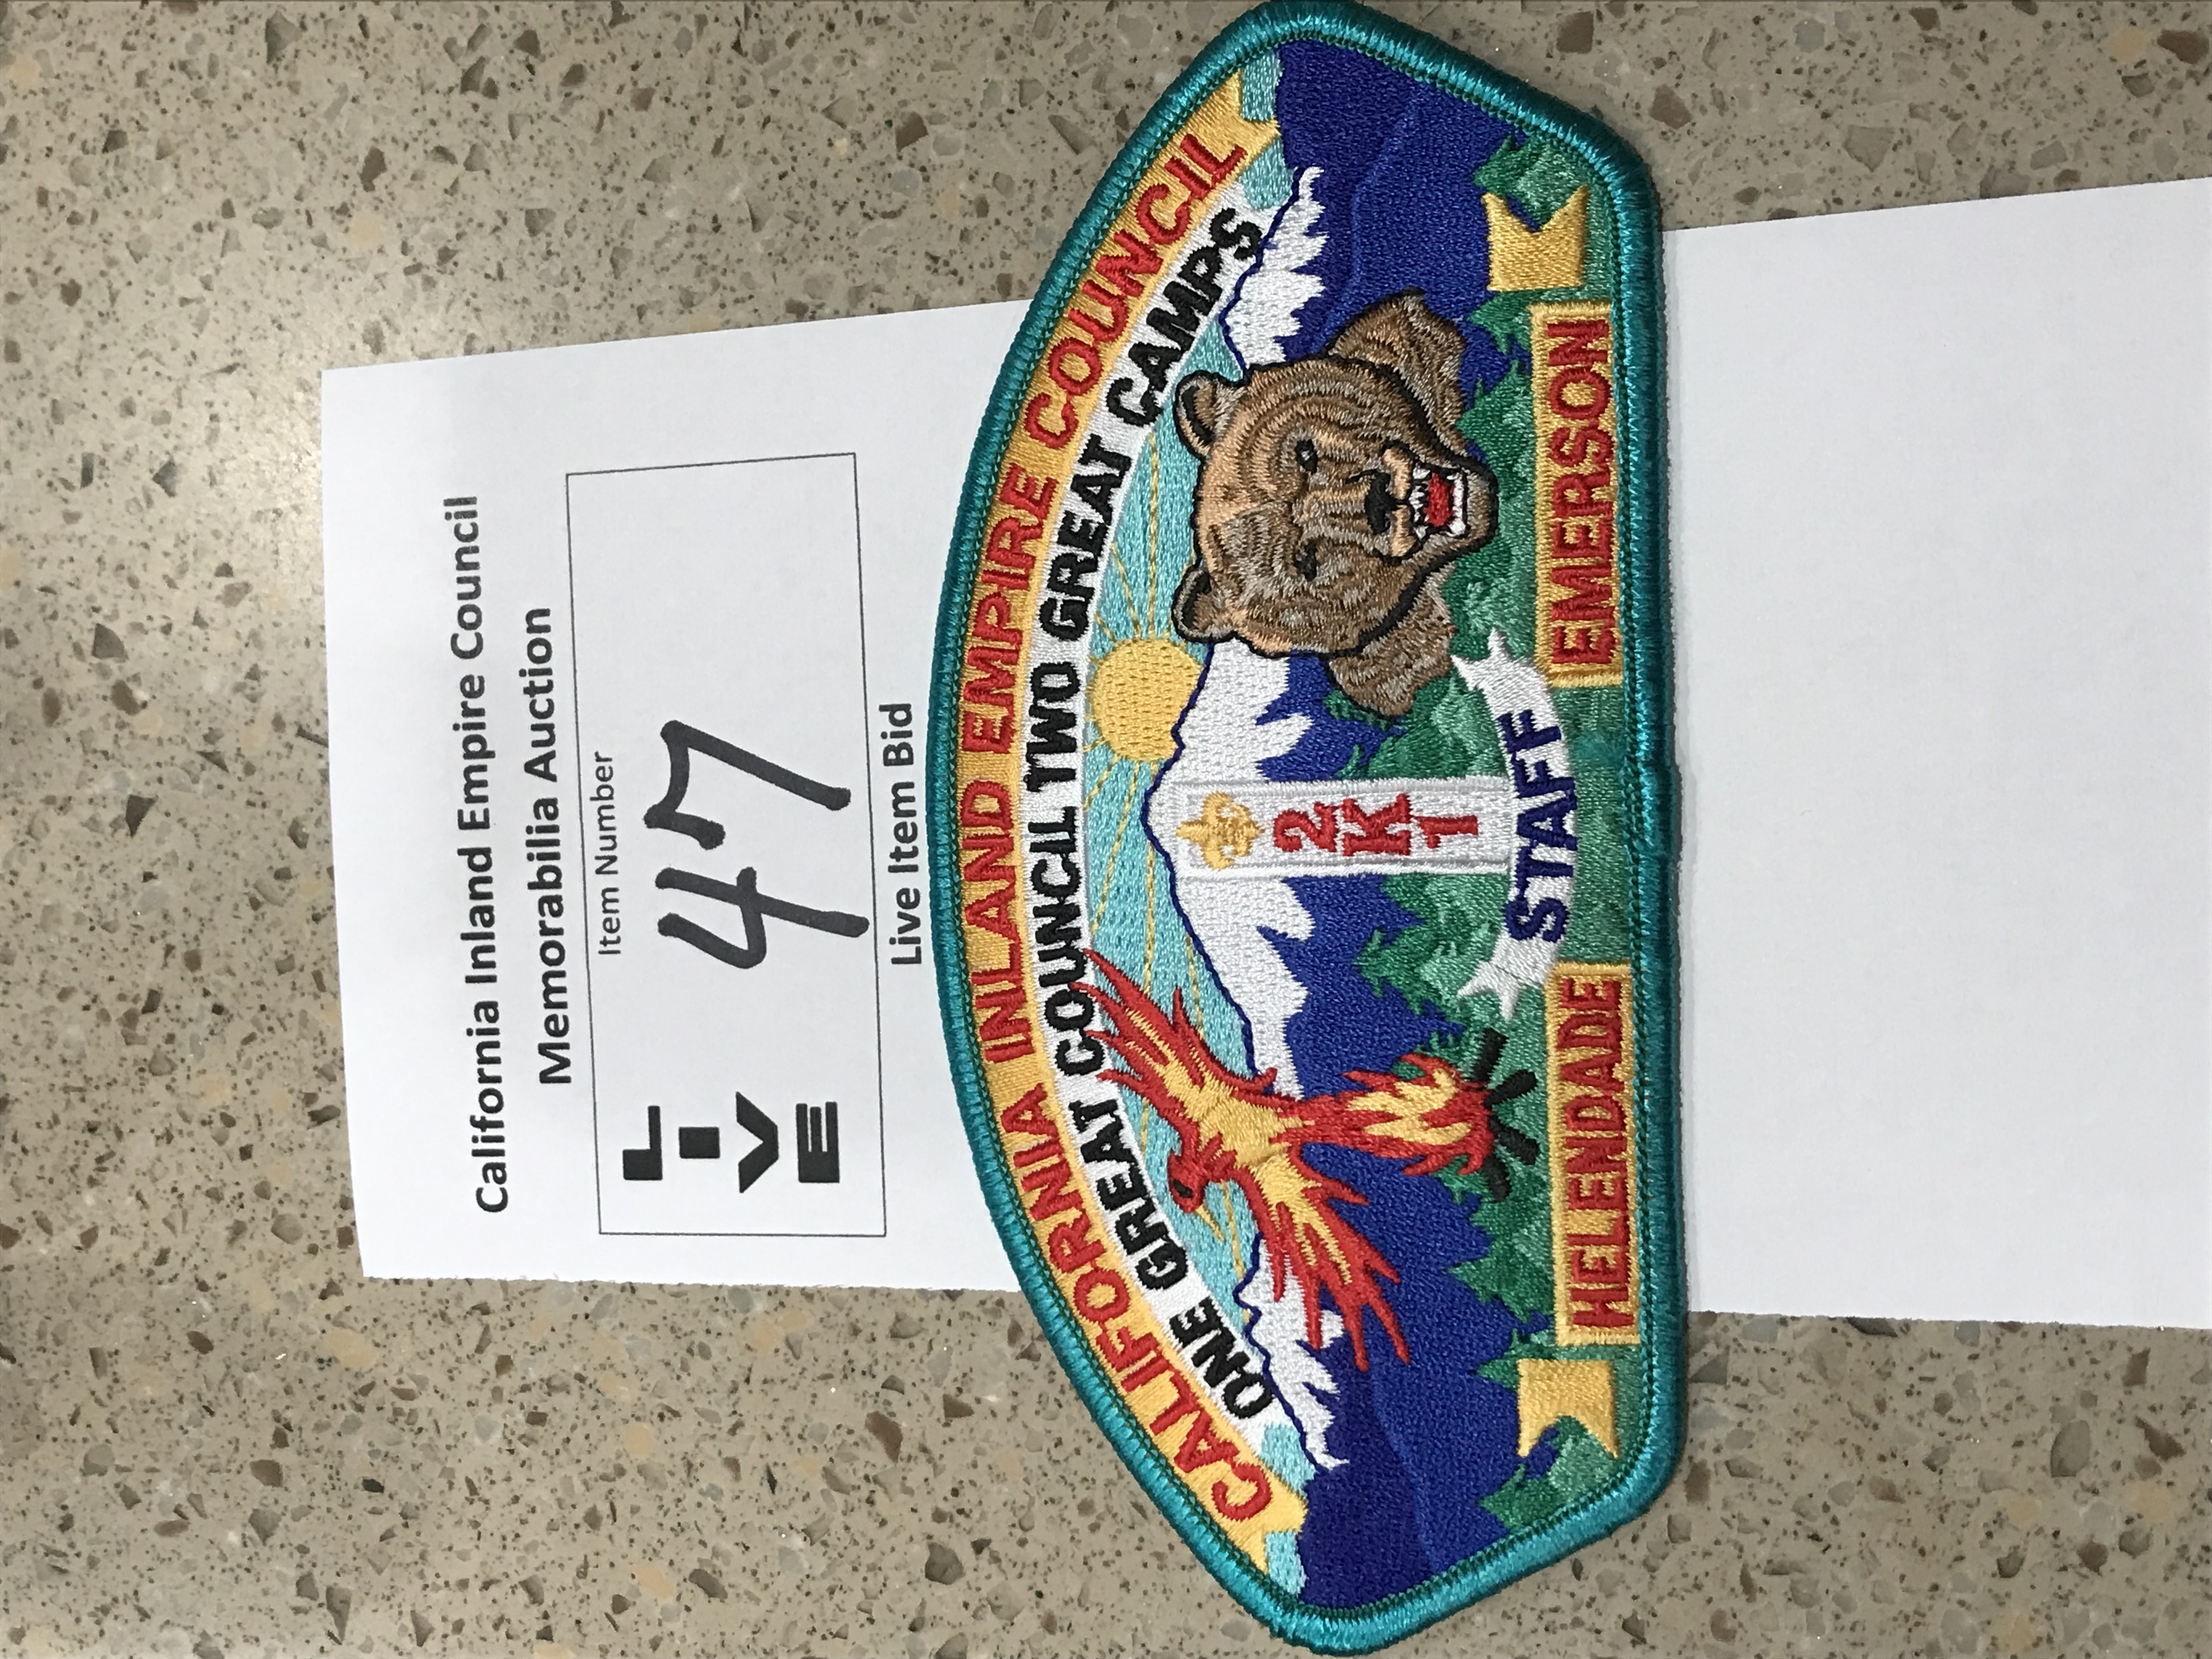 California Inland Empire Council
Memorabilia Auction
Item Number
LIVE
47
Live Item Bid
CALIFORNIA INLAND EMPIRE COUNCIL
ONE GREAT COUNCIL TWO GREAT CAMPS
2
K
1
STAFF
HELENDADE
EMERSON